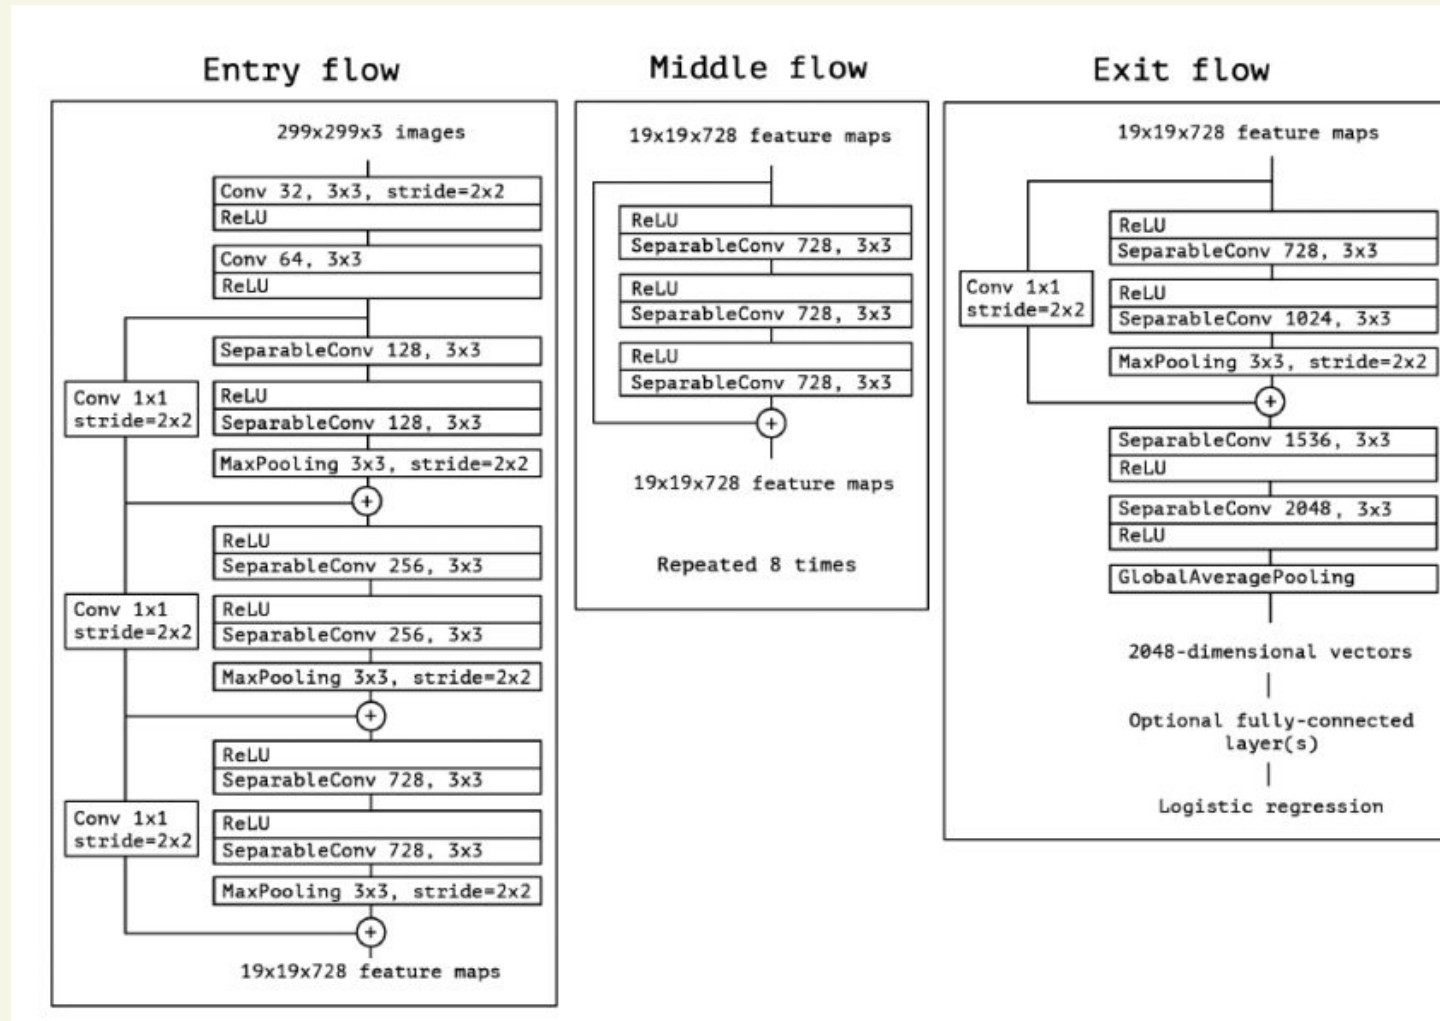 Entry flow
299x299x3 images
Conv 32, 3x3, stride=2x2
ReLU
Conv 64, 3x3
ReLU
SeparableConv 128, 3x3
Conv 1x1
stride=2x2
ReLU
SeparableConv 128, 3x3
MaxPooling 3x3, stride=2x2
+
ReLU
SeparableConv 256, 3x3
Conv 1x1
stride=2x2
ReLU
SeparableConv 256, 3x3
MaxPooling 3x3, stride=2x2
+
ReLU
SeparableConv 728, 3x3
Conv 1x1
stride=2x2
ReLU
SeparableConv 728, 3x3
MaxPooling 3x3, stride=2x2
+
19x19x728 feature maps
Middle flow
19x19x728 feature maps
ReLU
SeparableConv 728, 3x3
ReLU
SeparableConv 728, 3x3
ReLU
SeparableConv 728, 3x3
+
19x19x728 feature maps
Repeated 8 times
Exit flow
19x19x728 feature maps
ReLU
SeparableConv 728, 3x3
Conv 1x1
stride=2x2
ReLU
SeparableConv 1024, 3x3
MaxPooling 3x3, stride=2x2
+
SeparableConv 1536, 3x3
ReLU
SeparableConv 2048, 3x3
ReLU
GlobalAveragePooling
2048-dimensional vectors
Optional fully-connected
layer(s)
Logistic regression